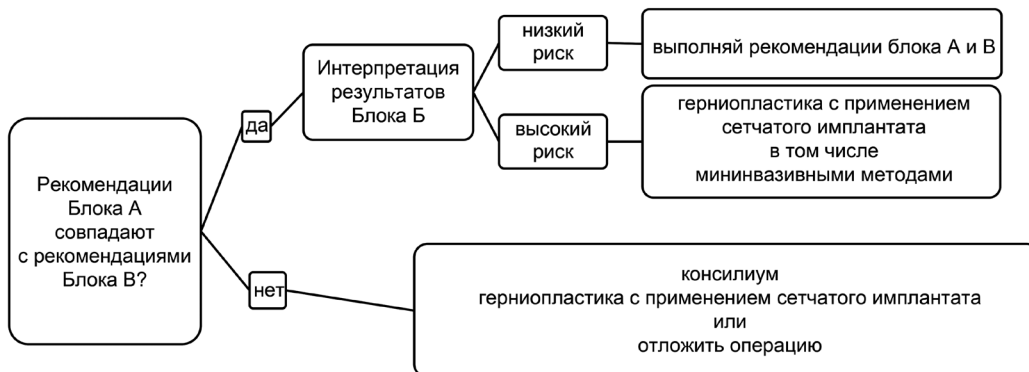 Рекомендации
Блока А
совпадают
с рекомендациями
Блока В?
да
Интерпретация
результатов
Блока Б
низкий
риск
выполняй рекомендации блока А и В
высокий
риск
герниопластика с применением
сетчатого имплантата
в том числе
мининвазивными методами
нет
консилиум
герниопластика с применением сетчатого имплантата
или
отложить операцию